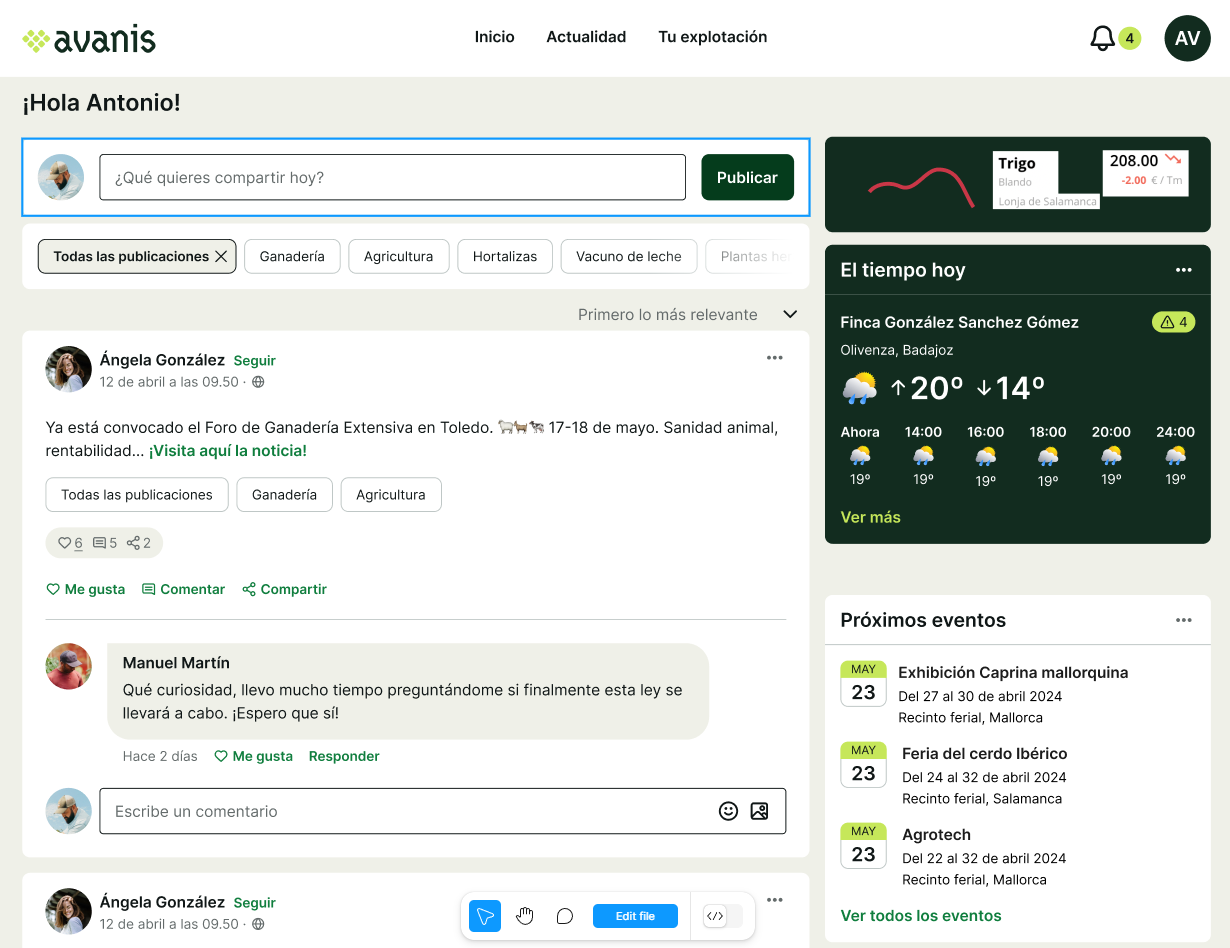 avanis
Inicio
Actualidad
Tu explotación
4
AV
¡Hola Antonio!
¿Qué quieres compartir hoy?
Publicar
Todas las publicaciones
Ganadería
Agricultura
Hortalizas
Vacuno de leche
Plantas
Primero lo más relevante
Ángela González Seguir
12 de abril a las 09.50 ·
Ya está convocado el Foro de Ganadería Extensiva en Toledo. 🐑🐂🐄 17-18 de mayo. Sanidad animal,
rentabilidad... ¡Visita aquí la noticia!
Todas las publicaciones
Ganadería
Agricultura
6 5 2
Me gusta
Comentar
Compartir
Manuel Martín
Qué curiosidad, llevo mucho tiempo preguntándome si finalmente esta ley se
llevará a cabo. ¡Espero que sí!
Hace 2 días
Me gusta
Responder
Escribe un comentario
Ángela González Seguir
12 de abril a las 09.50 ·
Edit file
Trigo
Blando
Lonja de Salamanca
208.00
-2.00 € / Tm
El tiempo hoy
Finca González Sanchez Gómez
4
Olivenza, Badajoz
↑20º ↓14º
Ahora 14:00 16:00 18:00 20:00 24:00
19º 19º 19º 19º 19º 19º
Ver más
Próximos eventos
MAY
23
Exhibición Caprina mallorquina
Del 27 al 30 de abril 2024
Recinto ferial, Mallorca
MAY
23
Feria del cerdo Ibérico
Del 24 al 32 de abril 2024
Recinto ferial, Salamanca
MAY
23
Agrotech
Del 22 al 32 de abril 2024
Recinto ferial, Mallorca
Ver todos los eventos